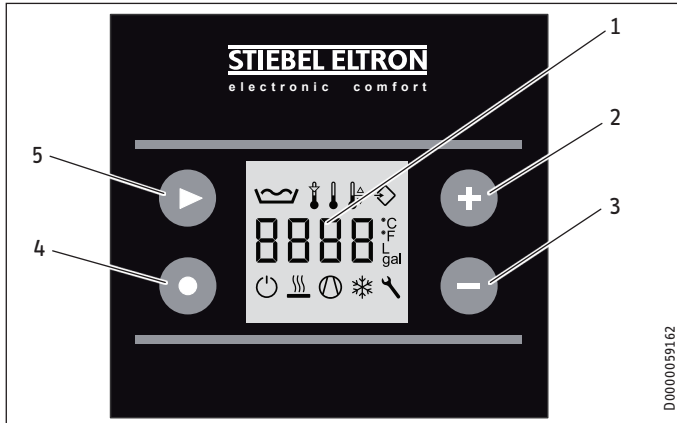 1
STIEBEL ELTRON
electronic comfort
2
5
°C
8888 °F
L
gal
3
4
D0000059162